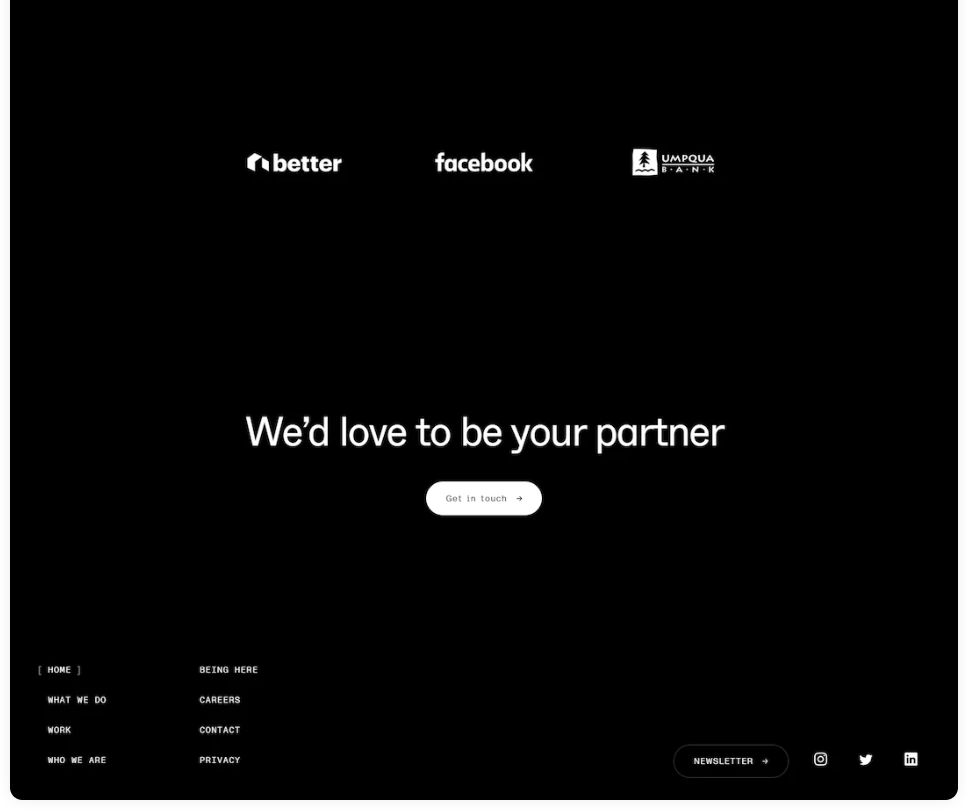 better
facebook
UMPQUA
B·A·N·K
We’d love to be your partner
Get in touch →
[ HOME ]
WHAT WE DO
WORK
WHO WE ARE
BEING HERE
CAREERS
CONTACT
PRIVACY
NEWSLETTER →
in